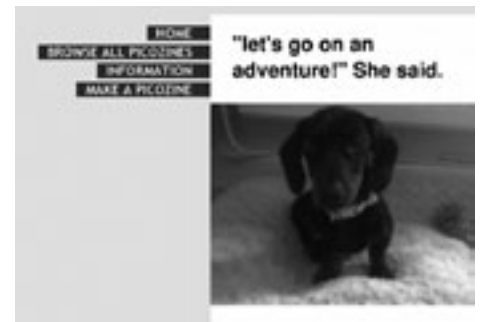 HOME
BROWSE ALL PICOZINES
INFORMATION
MAKE A PICOZINE
"let's go on an
adventure!" She said.